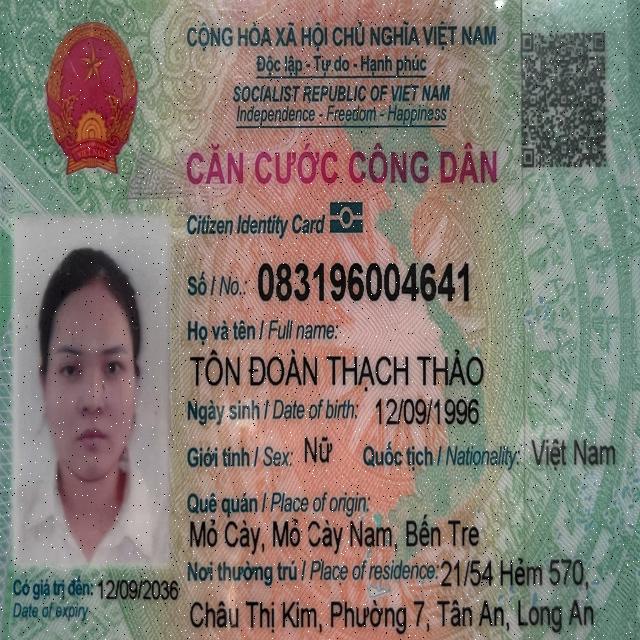 CỘNG HÒA XÃ HỘI CHỦ NGHĨA VIỆT NAM
Độc lập - Tự do - Hạnh phúc
SOCIALIST REPUBLIC OF VIET NAM
Independence - Freedom - Happiness
CĂN CƯỚC CÔNG DÂN
Citizen Identity Card
Số / No.: 083196004641
Họ và tên / Full name:
TÔN ĐOÀN THẠCH THẢO
Ngày sinh / Date of birth: 12/09/1996
Giới tính / Sex: Nữ Quốc tịch / Nationality: Việt Nam
Quê quán / Place of origin:
Mỏ Cày, Mỏ Cày Nam, Bến Tre
Nơi thường trú / Place of residence: 21/54 Hẻm 570,
Châu Thị Kim, Phường 7, Tân An, Long An
Có giá trị đến: 12/09/2036
Date of expiry